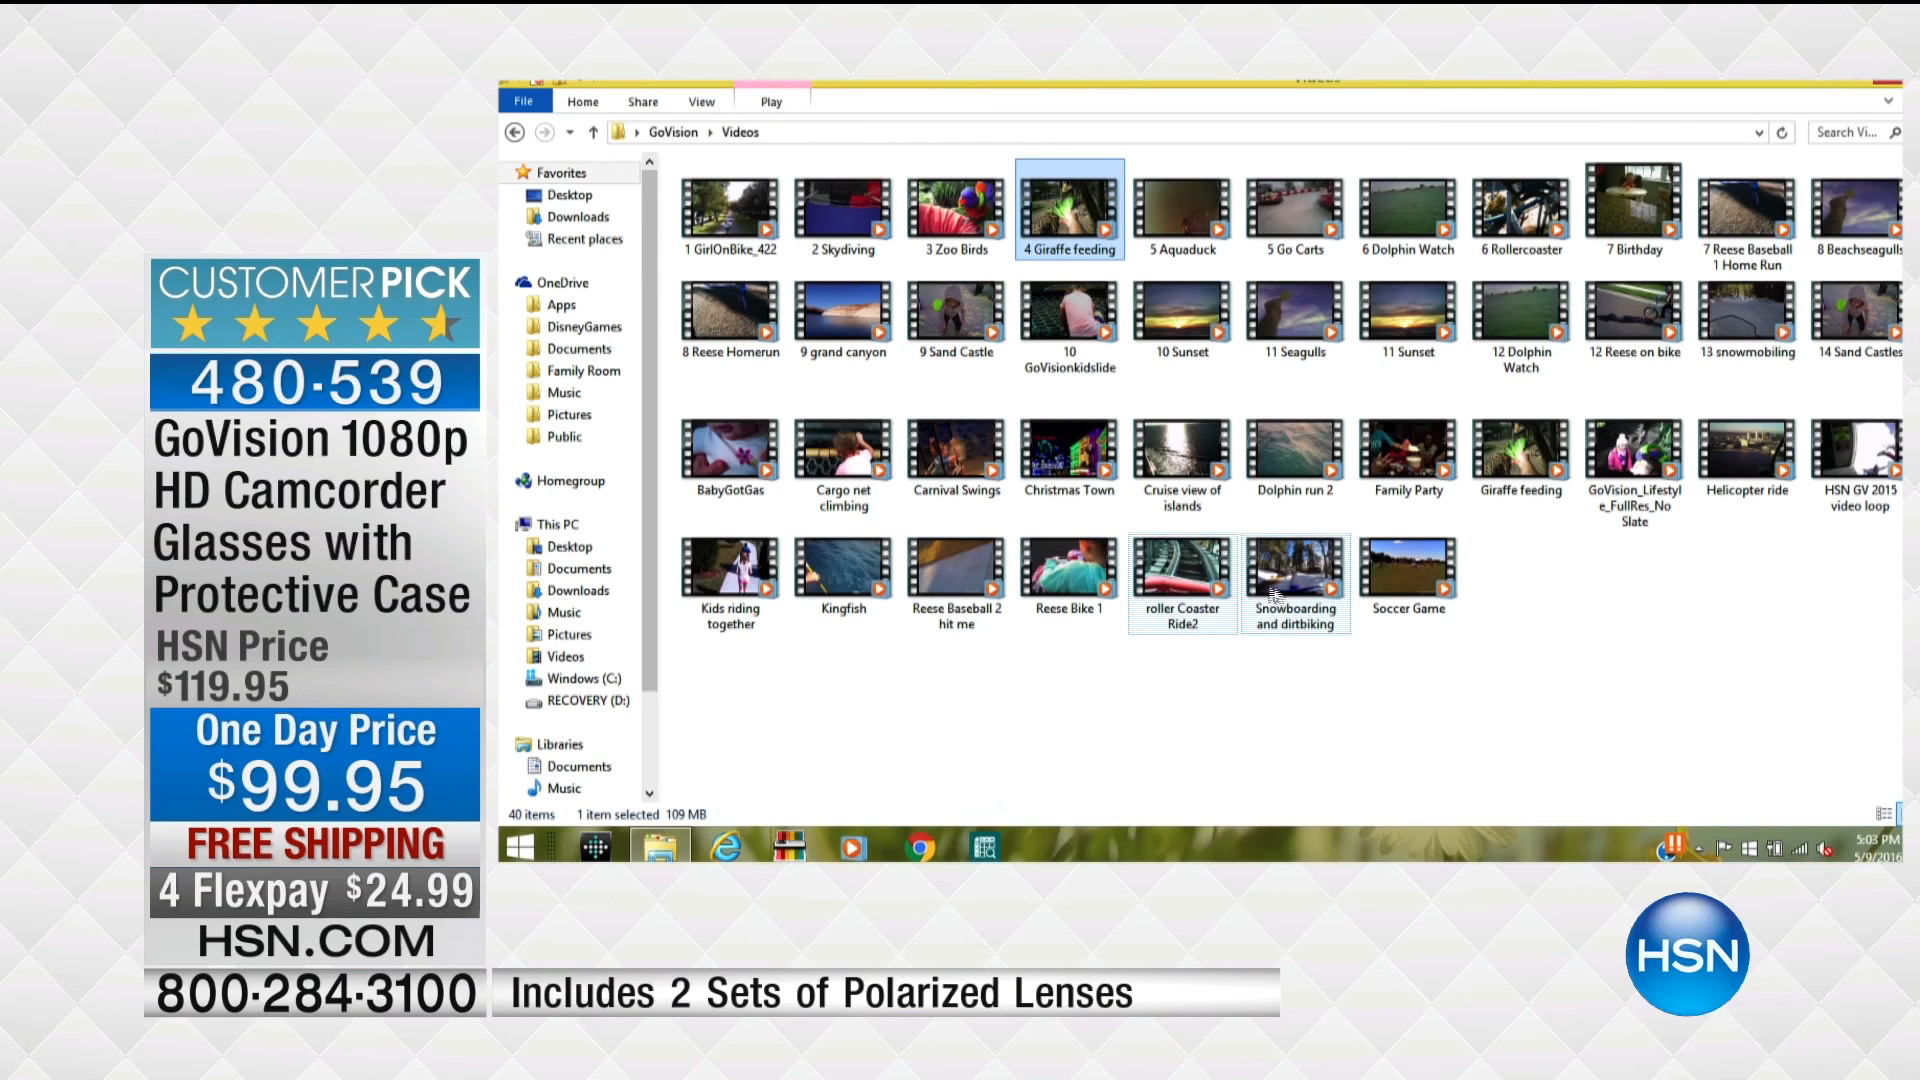 CUSTOMERPICK
480·539
GoVision 1080p
HD Camcorder
Glasses with
Protective Case
HSN Price
$119.95
One Day Price
$99.95
FREE SHIPPING
4 Flexpay $24.99
HSN.COM
800·284·3100
Includes 2 Sets of Polarized Lenses
HSN
File Home Share View Play
GoVision Videos
Search Vi...
Favorites
Desktop
Downloads
Recent places
OneDrive
Apps
DisneyGames
Documents
Family Room
Music
Pictures
Public
Homegroup
This PC
Desktop
Documents
Downloads
Music
Pictures
Videos
Windows (C:)
RECOVERY (D:)
Libraries
Documents
Music
1 GirlOnBike_422
2 Skydiving
3 Zoo Birds
4 Giraffe feeding
5 Aquaduck
5 Go Carts
6 Dolphin Watch
6 Rollercoaster
7 Birthday
7 Reese Baseball
1 Home Run
8 Beachseagulls
8 Reese Homerun
9 grand canyon
9 Sand Castle
10
GoVisionkidslide
10 Sunset
11 Seagulls
11 Sunset
12 Dolphin
Watch
12 Reese on bike
13 snowmobiling
14 Sand Castles
BabyGotGas
Cargo net
climbing
Carnival Swings
Christmas Town
Cruise view of
islands
Dolphin run 2
Family Party
Giraffe feeding
GoVision_Lifestyl
e_FullRes_No
Slate
Helicopter ride
HSN GV 2015
video loop
Kids riding
together
Kingfish
Reese Baseball 2
hit me
Reese Bike 1
roller Coaster
Ride2
Snowboarding
and dirtbiking
Soccer Game
40 items 1 item selected 109 MB
5:03 PM
5/9/2016